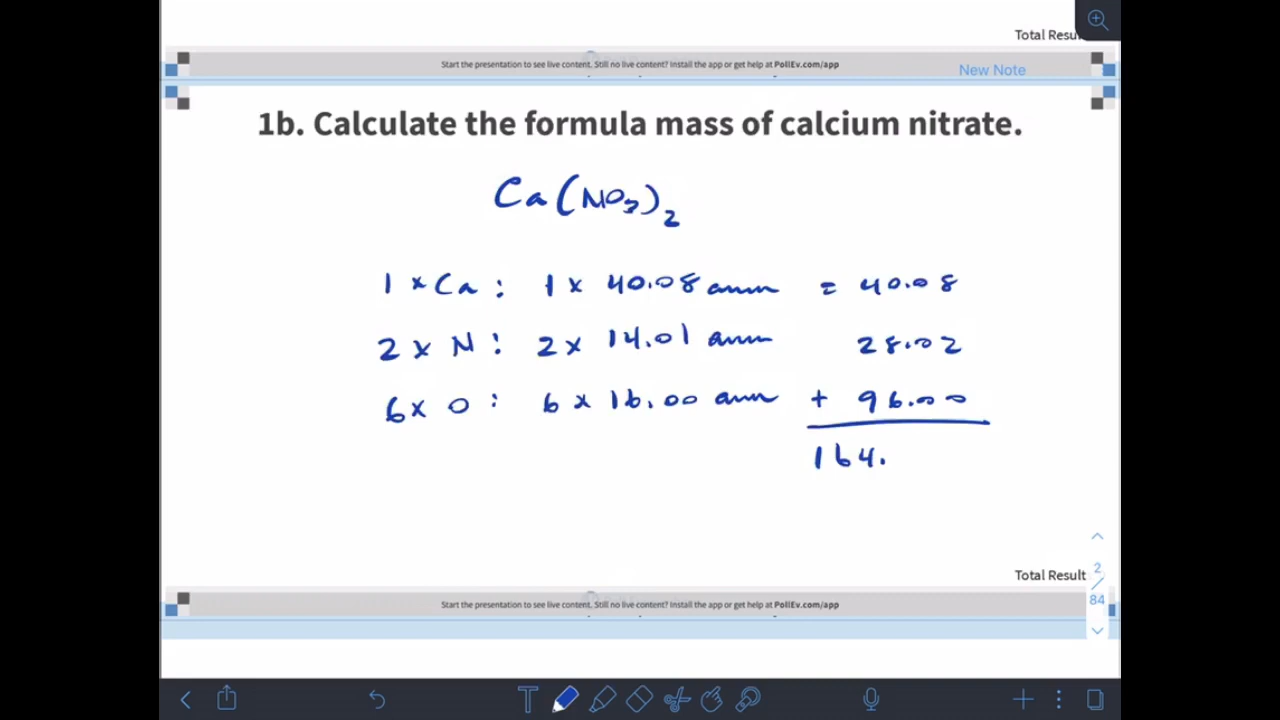 Total Resu
Start the presentation to see live content. Still no live content? Install the app or get help at PollEv.com/app
New Note
1b. Calculate the formula mass of calcium nitrate.
Ca(NO₃)₂
1 × Ca : 1 × 40.08 amu = 40.08
2 × N : 2 × 14.01 amu 28.02
6 × O : 6 × 16.00 amu + 96.00
164.
Total Result
2
/
84
Start the presentation to see live content. Still no live content? Install the app or get help at PollEv.com/app
T